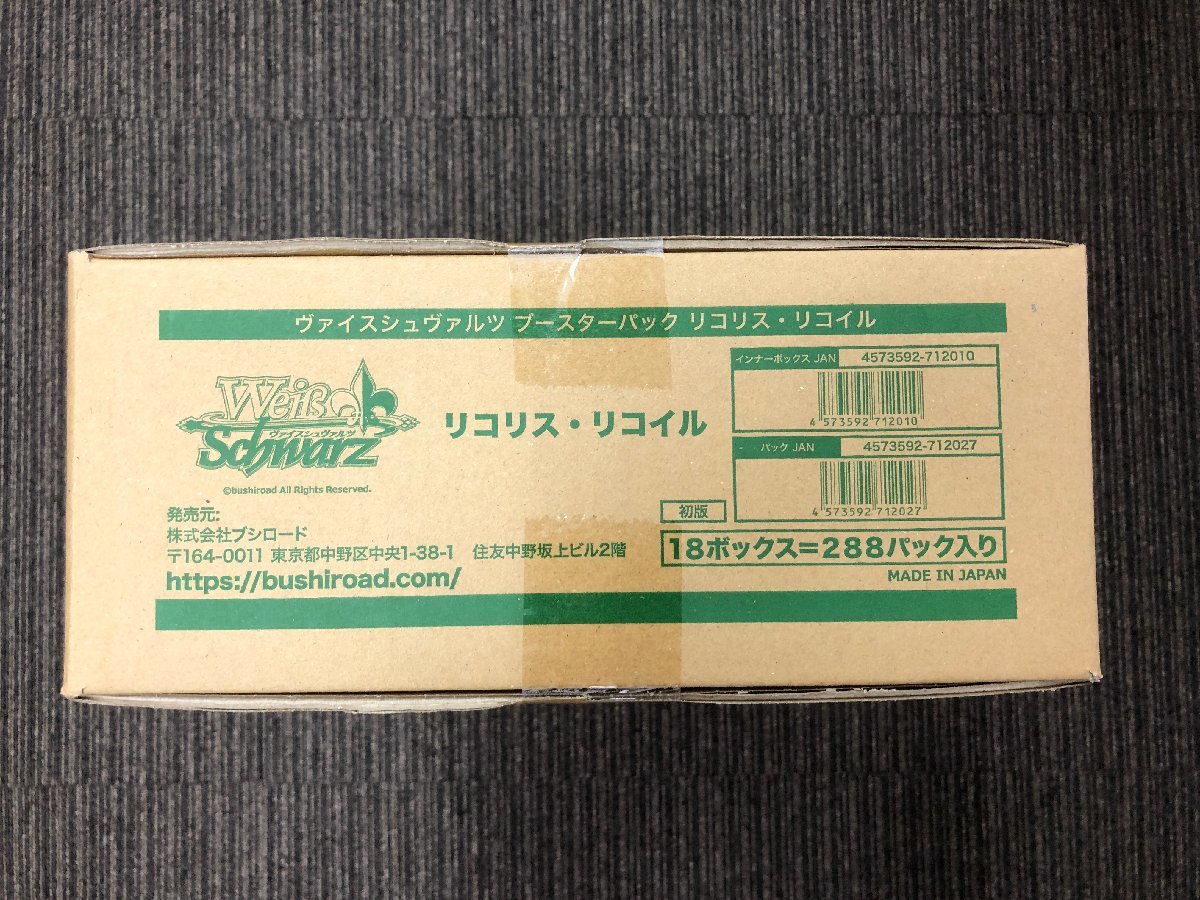 ヴァイスシュヴァルツ ブースターパック リコリス・リコイル
Weiß
ヴァイスシュヴァルツ
Schwarz
©bushiroad All Rights Reserved.
リコリス・リコイル
インナーボックス JAN 4573592-712010
4 573592 712010
パック JAN 4573592-712027
4 573592 712027
発売元:
株式会社ブシロード
〒164-0011 東京都中野区中央1-38-1 住友中野坂上ビル2階
https://bushiroad.com/
初版
18ボックス=288パック入り
MADE IN JAPAN